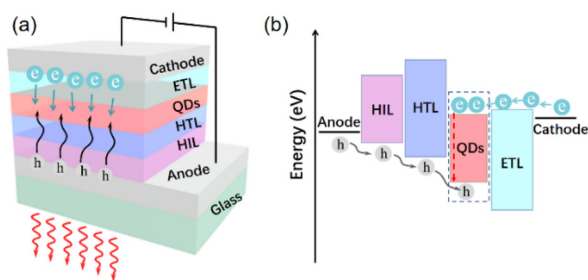 (a)
e e e e e
Cathode
ETL
QDs
HTL
HIL
h h h h
Anode
Glass
(b)
Energy (eV)
Anode
HIL
HTL
e e e e e
Cathode
QDs
ETL
h
h
h
h